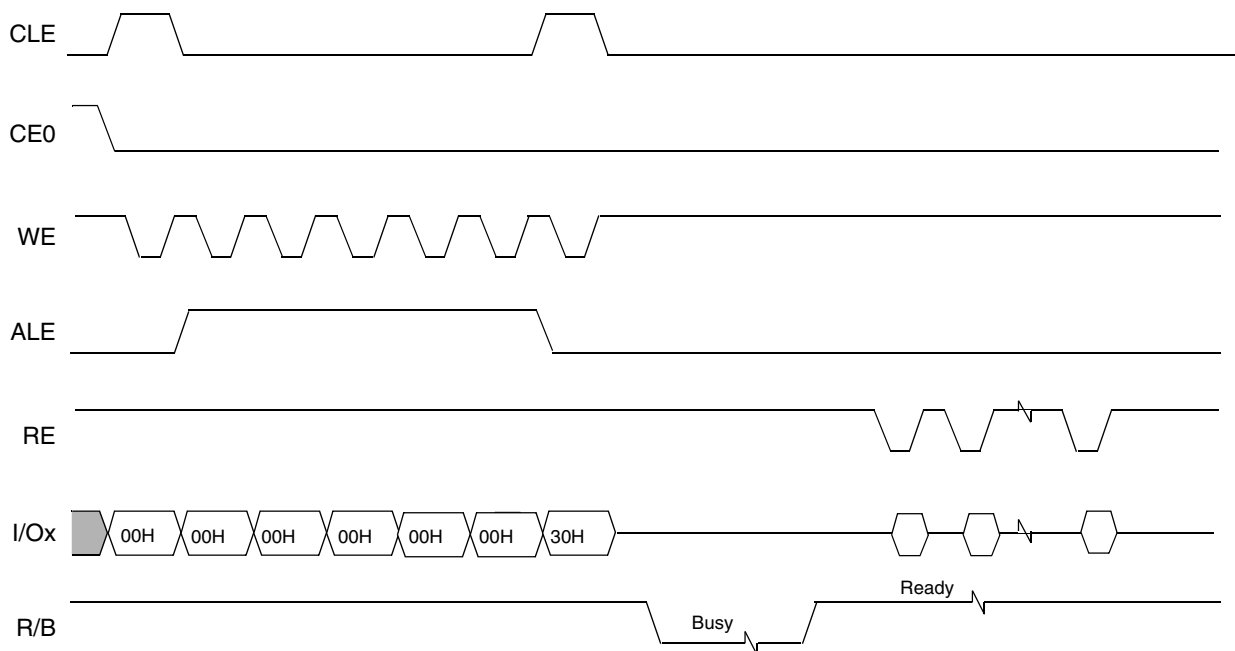 CLE
CE0
WE
ALE
RE
I/Ox 00H 00H 00H 00H 00H 00H 30H
Ready
R/B Busy